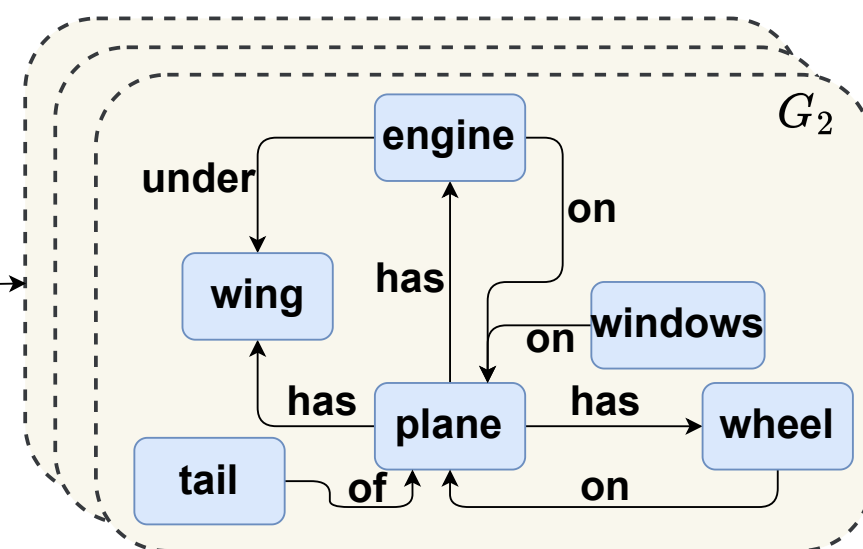 G₂
engine
under
on
has
wing
windows
on
has
plane
has
wheel
tail
of
on